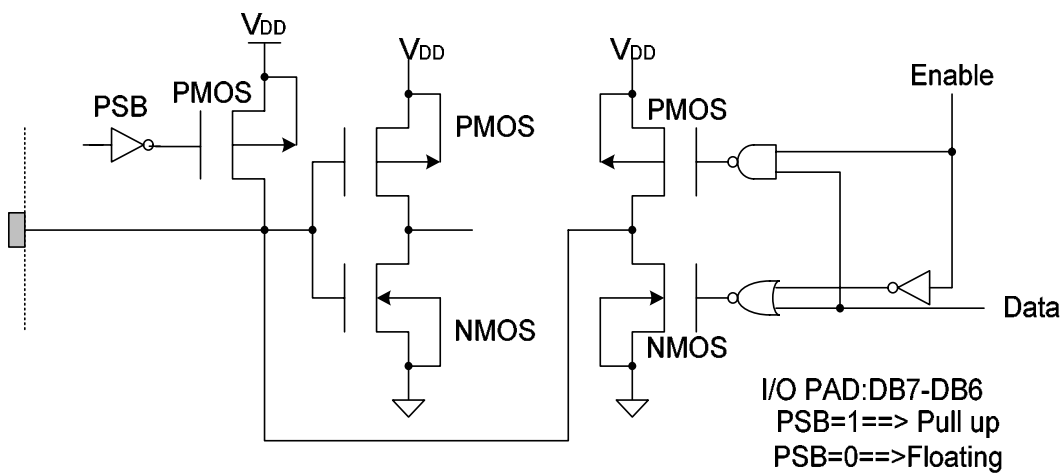 VDD
VDD
VDD
Enable
PSB
PMOS
PMOS
PMOS
NMOS
NMOS
Data
I/O PAD:DB7-DB6
PSB=1==> Pull up
PSB=0==>Floating